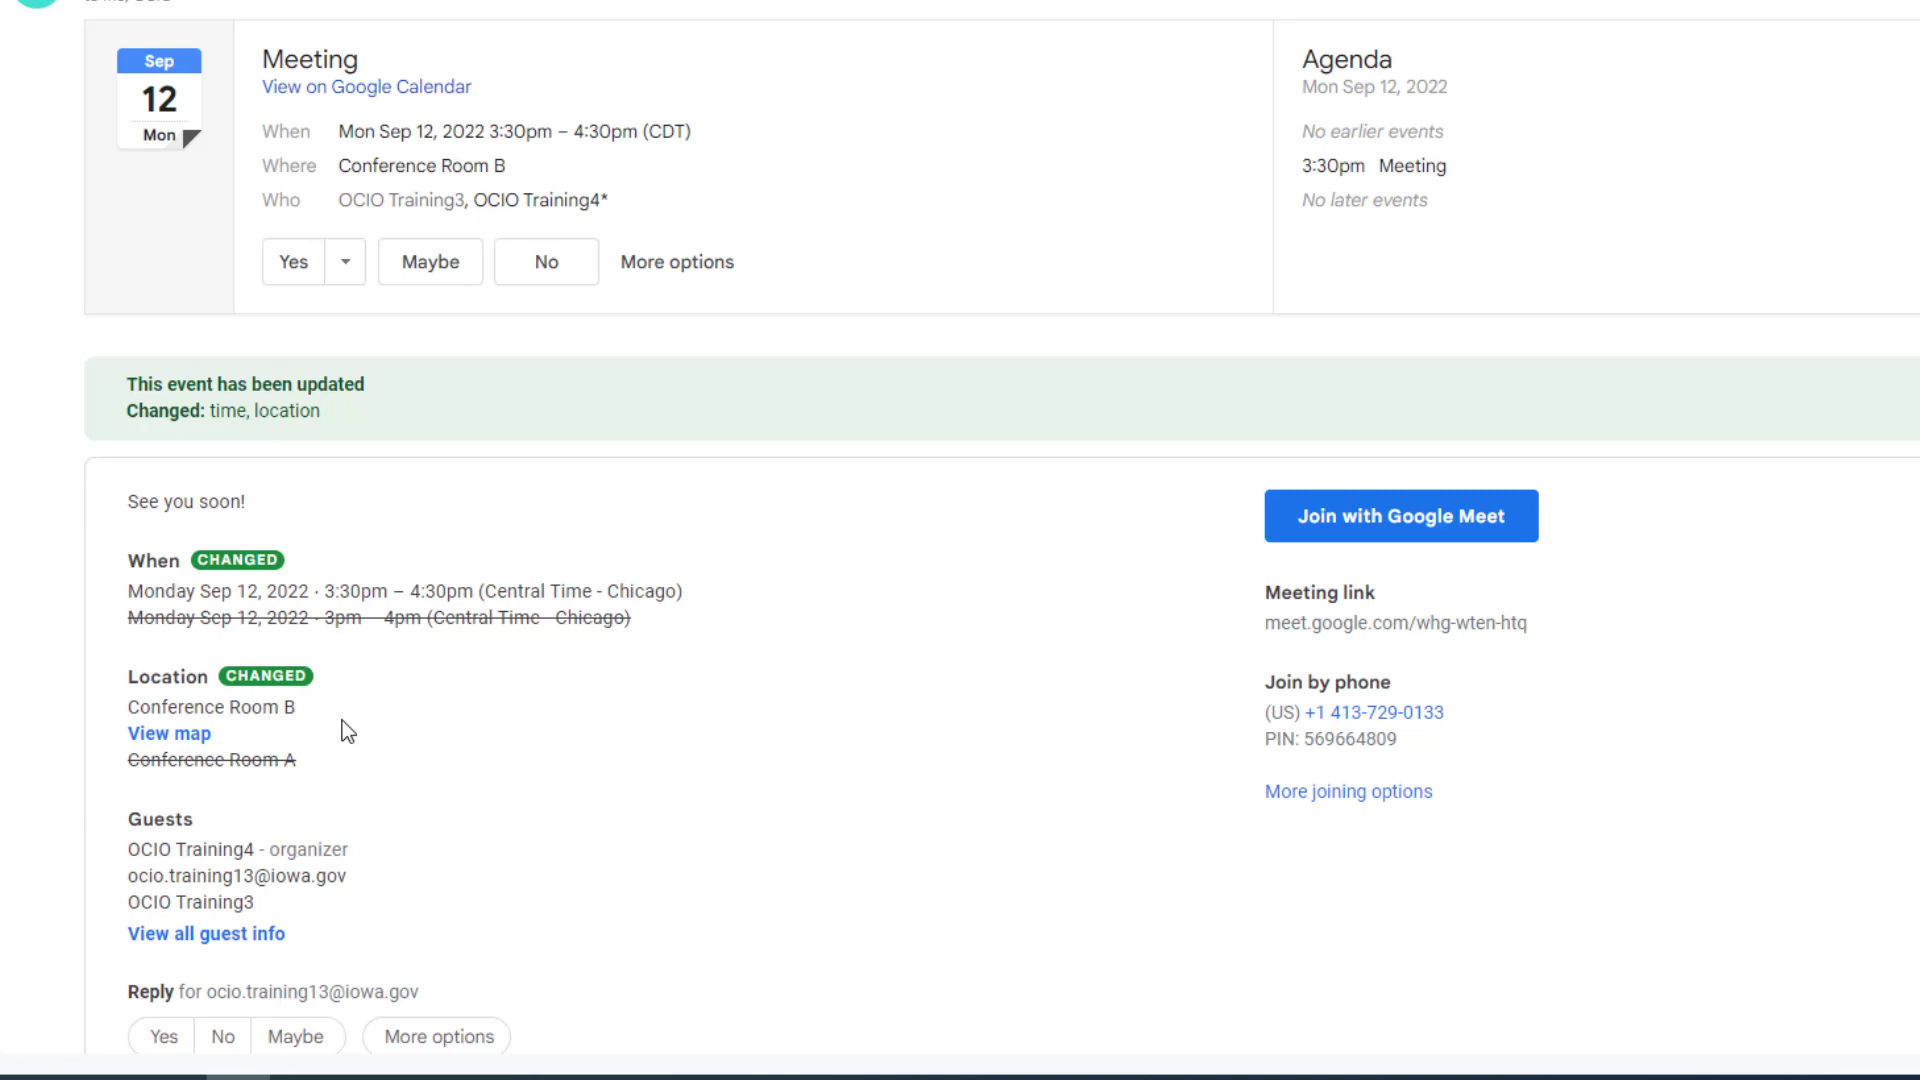 Sep
12
Mon
Meeting
View on Google Calendar
When Mon Sep 12, 2022 3:30pm – 4:30pm (CDT)
Where Conference Room B
Who OCIO Training3, OCIO Training4*
Yes Maybe No More options
Agenda
Mon Sep 12, 2022
No earlier events
3:30pm Meeting
No later events
This event has been updated
Changed: time, location
See you soon!
When CHANGED
Monday Sep 12, 2022 · 3:30pm – 4:30pm (Central Time - Chicago)
Monday Sep 12, 2022 · 3pm – 4pm (Central Time - Chicago)
Location CHANGED
Conference Room B
View map
Conference Room A
Guests
OCIO Training4 - organizer
ocio.training13@iowa.gov
OCIO Training3
View all guest info
Reply for ocio.training13@iowa.gov
Yes No Maybe More options
Join with Google Meet
Meeting link
meet.google.com/whg-wten-htq
Join by phone
(US) +1 413-729-0133
PIN: 569664809
More joining options